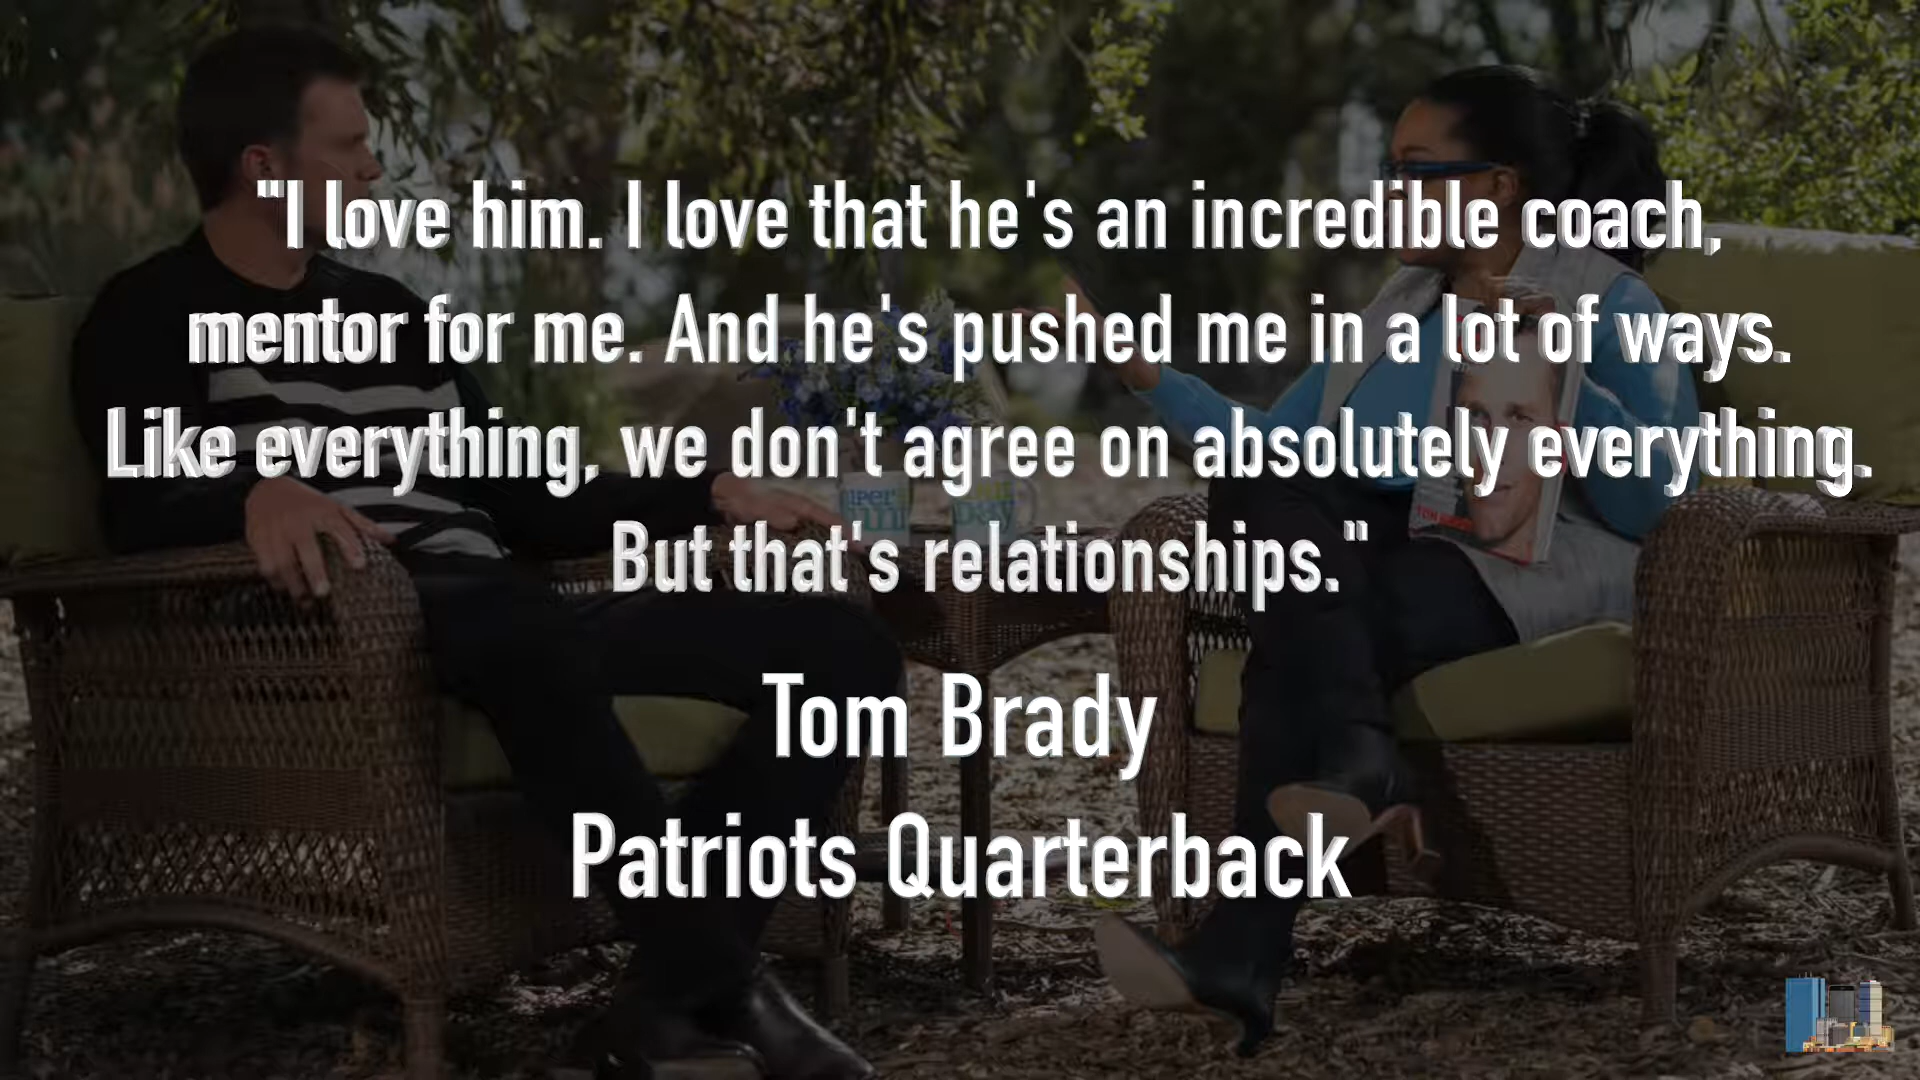 "I love him. I love that he's an incredible coach,
mentor for me. And he's pushed me in a lot of ways.
Like everything, we don't agree on absolutely everything.
But that's relationships."
Tom Brady
Patriots Quarterback